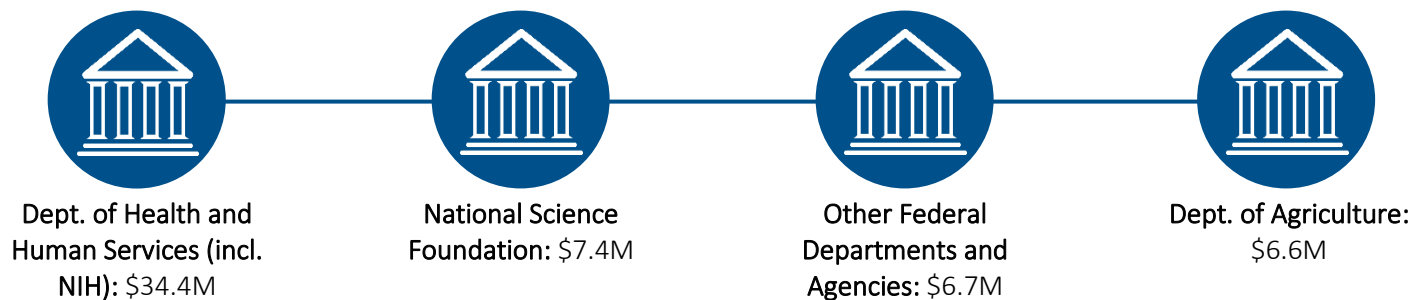 Dept. of Health and
Human Services (incl.
NIH): $34.4M
National Science
Foundation: $7.4M
Other Federal
Departments and
Agencies: $6.7M
Dept. of Agriculture:
$6.6M